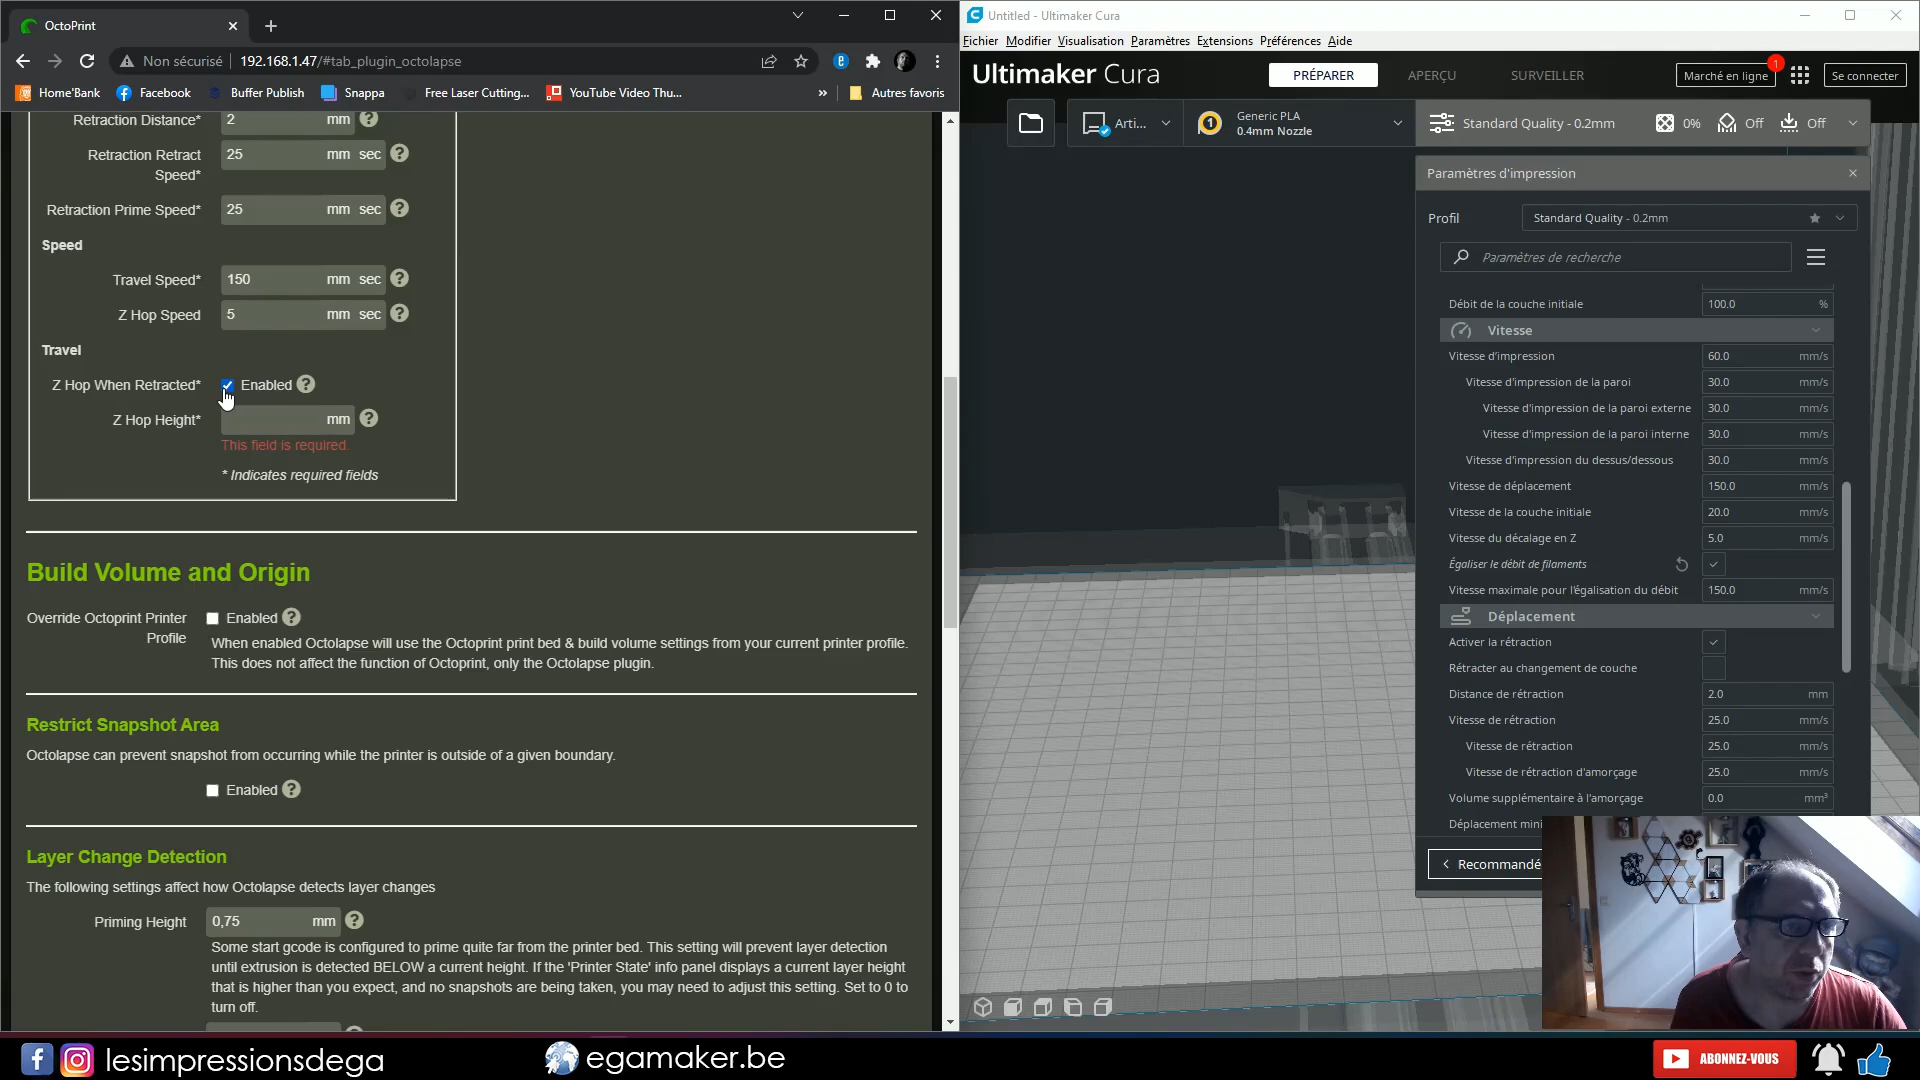 OctoPrint
Non sécurisé
192.168.1.47/#tab_plugin_octolapse
Home'Bank
Facebook
Buffer Publish
Snappa
Free Laser Cutting...
YouTube Video Thu...
»
Autres favoris
Retraction Distance*
2
mm
Retraction Retract Speed*
25
mm sec
Retraction Prime Speed*
25
mm sec
Speed
Travel Speed*
150
mm sec
Z Hop Speed
5
mm sec
Travel
Z Hop When Retracted*
Enabled
Z Hop Height*
mm
This field is required.
* Indicates required fields
Build Volume and Origin
Override Octoprint Printer Profile
Enabled
When enabled Octolapse will use the Octoprint print bed & build volume settings from your current printer profile.
This does not affect the function of Octoprint, only the Octolapse plugin.
Restrict Snapshot Area
Octolapse can prevent snapshot from occurring while the printer is outside of a given boundary.
Enabled
Layer Change Detection
The following settings affect how Octolapse detects layer changes
Priming Height
0,75
mm
Some start gcode is configured to prime quite far from the printer bed. This setting will prevent layer detection
until extrusion is detected BELOW a current height. If the 'Printer State' info panel displays a current layer height
that is higher than you expect, and no snapshots are being taken, you may need to adjust this setting. Set to 0 to
turn off.
Untitled - Ultimaker Cura
Fichier Modifier Visualisation Paramètres Extensions Préférences Aide
Ultimaker Cura
PRÉPARER
APERÇU
SURVEILLER
Marché en ligne
1
Se connecter
Arti...
1
Generic PLA
0.4mm Nozzle
Standard Quality - 0.2mm
0%
Off
Off
Paramètres d'impression
Profil
Standard Quality - 0.2mm
Paramètres de recherche
Débit de la couche initiale
100.0 %
Vitesse
Vitesse d'impression
60.0 mm/s
Vitesse d'impression de la paroi
30.0 mm/s
Vitesse d'impression de la paroi externe
30.0 mm/s
Vitesse d'impression de la paroi interne
30.0 mm/s
Vitesse d'impression du dessus/dessous
30.0 mm/s
Vitesse de déplacement
150.0 mm/s
Vitesse de la couche initiale
20.0 mm/s
Vitesse du décalage en Z
5.0 mm/s
Égaliser le débit de filaments
Vitesse maximale pour l'égalisation du débit
150.0 mm/s
Déplacement
Activer la rétraction
Rétracter au changement de couche
Distance de rétraction
2.0 mm
Vitesse de rétraction
25.0 mm/s
Vitesse de rétraction
25.0 mm/s
Vitesse de rétraction d'amorçage
25.0 mm/s
Volume supplémentaire à l'amorçage
0.0 mm³
Déplacement mini
Recommandé
lesimpressionsdega
egamaker.be
ABONNEZ-VOUS